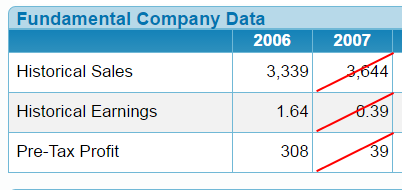 Fundamental Company Data
2006 2007
Historical Sales 3,339 3,644
Historical Earnings 1.64 0.39
Pre-Tax Profit 308 39